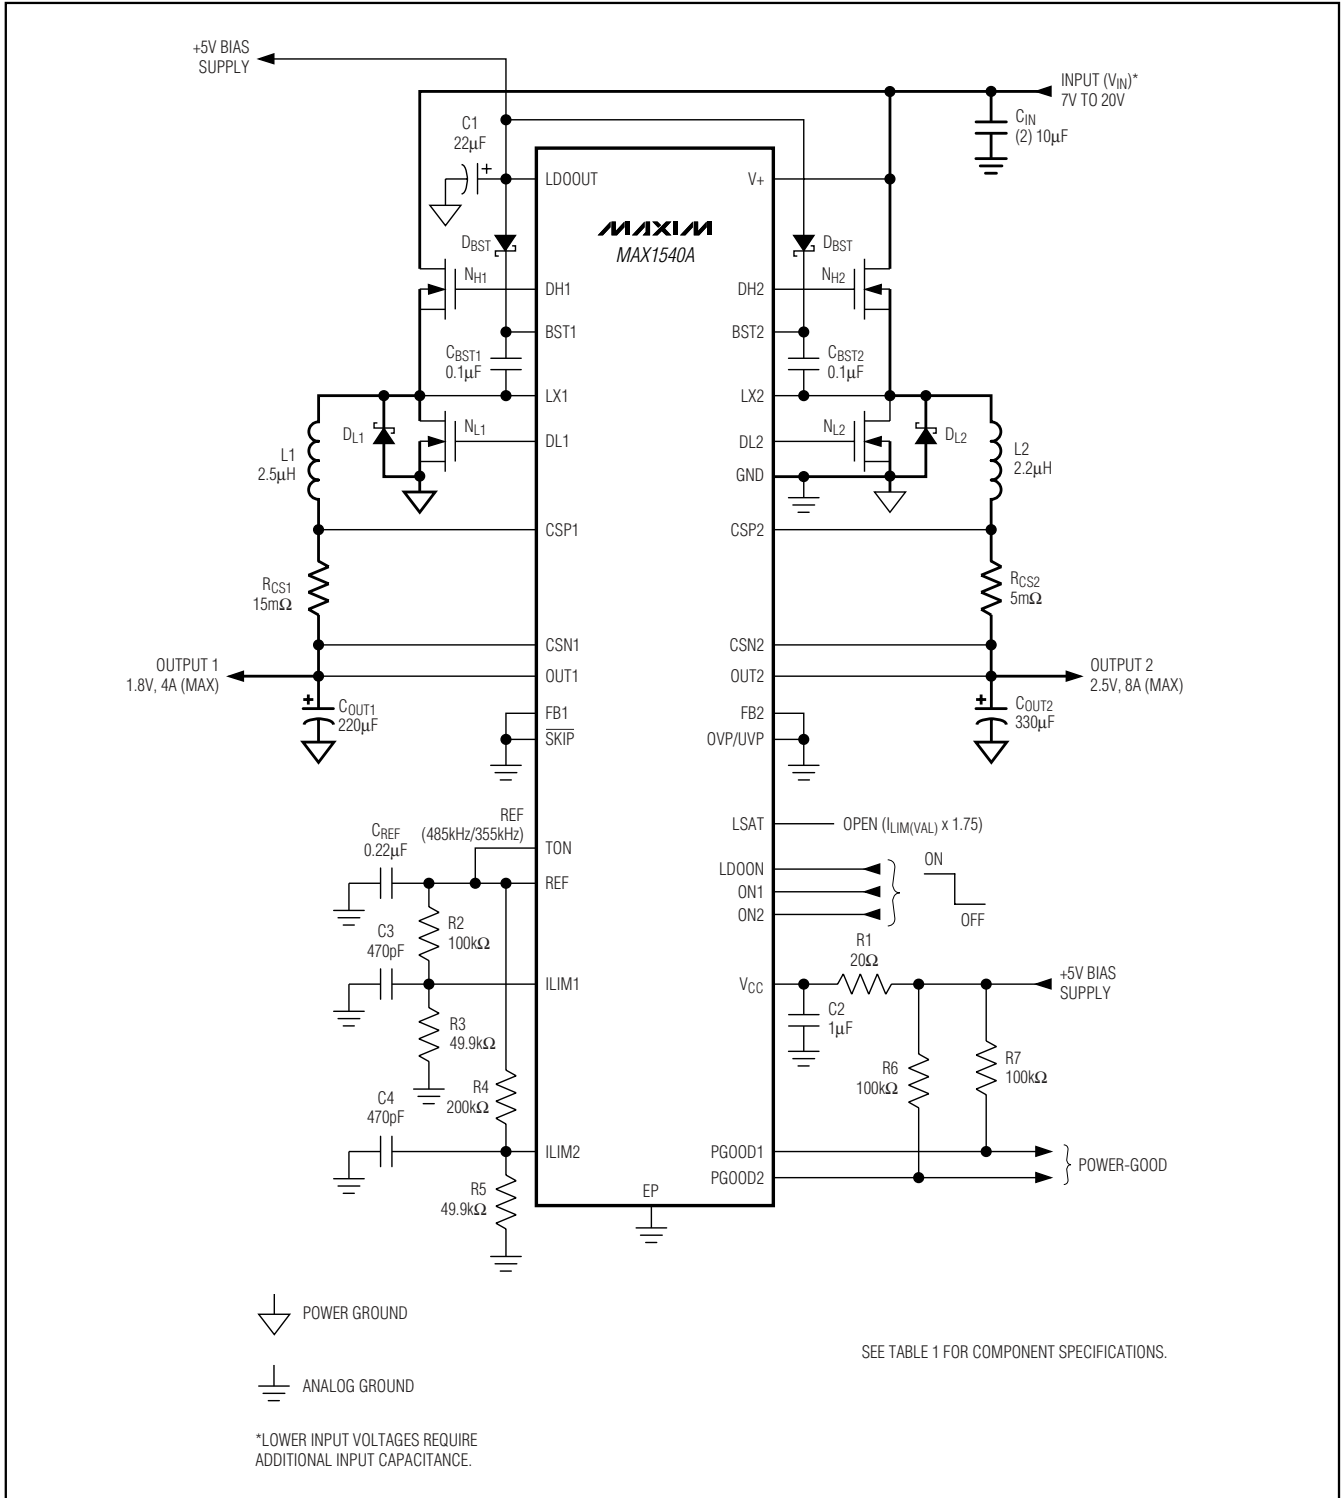 +5V BIAS
SUPPLY
INPUT (VIN)*
7V TO 20V
CIN
(2) 10µF
C1
22µF
+
LDOOUT
V+
MAXIM
MAX1540A
DBST
DBST
NH1
NH2
DH1
DH2
BST1
BST2
CBST1
0.1µF
CBST2
0.1µF
LX1
LX2
DL1
NL1
DL1
DL2
NL2
DL2
L1
2.5µH
GND
L2
2.2µH
CSP1
CSP2
RCS1
15mΩ
RCS2
5mΩ
CSN1
CSN2
OUTPUT 1
1.8V, 4A (MAX)
OUT1
OUT2
OUTPUT 2
2.5V, 8A (MAX)
+
COUT1
220µF
+
COUT2
330µF
FB1
FB2
SKIP
OVP/UVP
REF
(485kHz/355kHz)
LSAT
OPEN (ILIM(VAL) x 1.75)
CREF
0.22µF
TON
LDOON
ON
REF
ON1
ON2
OFF
R2
100kΩ
C3
470pF
R1
20Ω
ILIM1
VCC
+5V BIAS
SUPPLY
C2
1µF
R3
49.9kΩ
R6
100kΩ
R7
100kΩ
R4
200kΩ
C4
470pF
ILIM2
PGOOD1
PGOOD2
POWER-GOOD
R5
49.9kΩ
EP
POWER GROUND
SEE TABLE 1 FOR COMPONENT SPECIFICATIONS.
ANALOG GROUND
*LOWER INPUT VOLTAGES REQUIRE
ADDITIONAL INPUT CAPACITANCE.